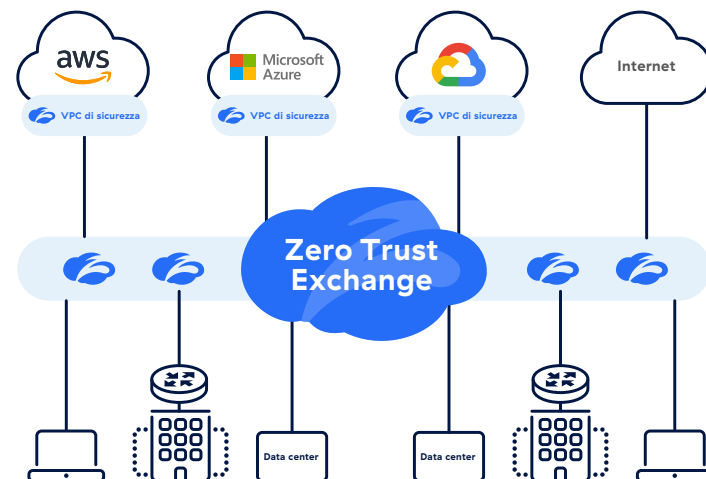 aws
Microsoft
Azure
Internet
VPC di sicurezza
VPC di sicurezza
VPC di sicurezza
Zero Trust
Exchange
Data center
Data center